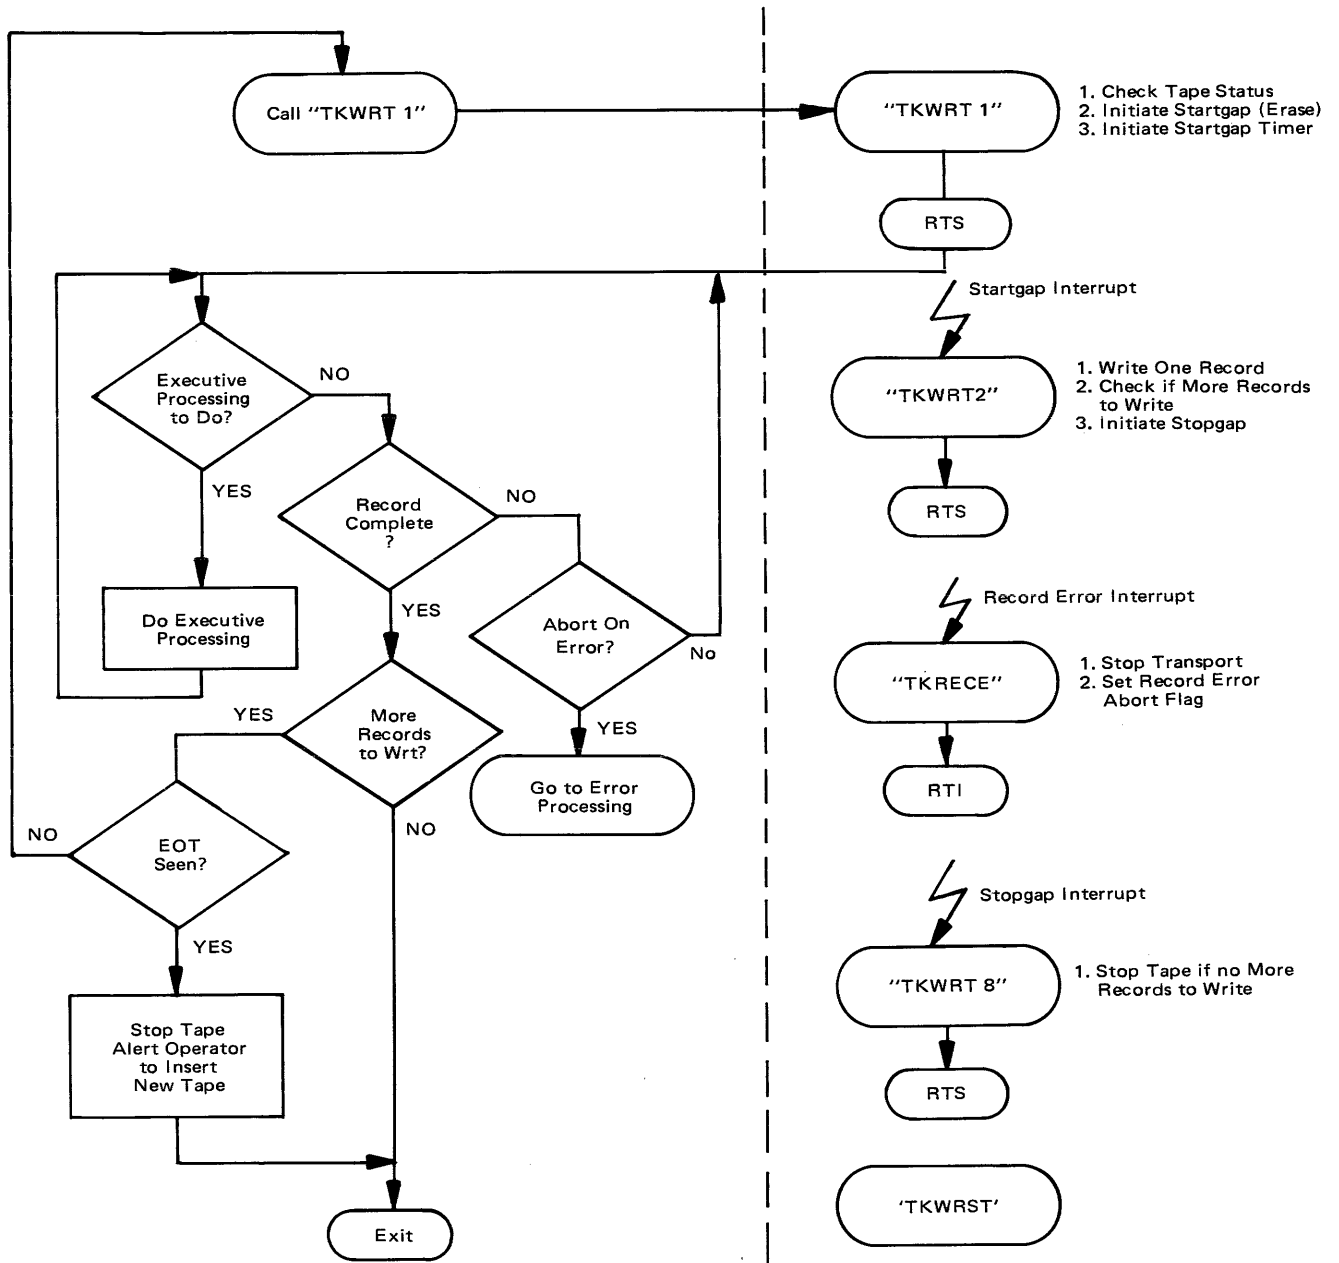 Call "TKWRT 1"
"TKWRT 1"
1. Check Tape Status
2. Initiate Startgap (Erase)
3. Initiate Startgap Timer
RTS
Startgap Interrupt
"TKWRT2"
1. Write One Record
2. Check if More Records
to Write
3. Initiate Stopgap
RTS
Executive
Processing
to Do?
NO
YES
Do Executive
Processing
Record
Complete
?
NO
YES
Abort On
Error?
No
YES
Go to Error
Processing
More
Records
to Wrt?
YES
NO
EOT
Seen?
NO
YES
Stop Tape
Alert Operator
to Insert
New Tape
Exit
Record Error Interrupt
"TKRECE"
1. Stop Transport
2. Set Record Error
Abort Flag
RTI
Stopgap Interrupt
"TKWRT 8"
1. Stop Tape if no More
Records to Write
RTS
'TKWRST'